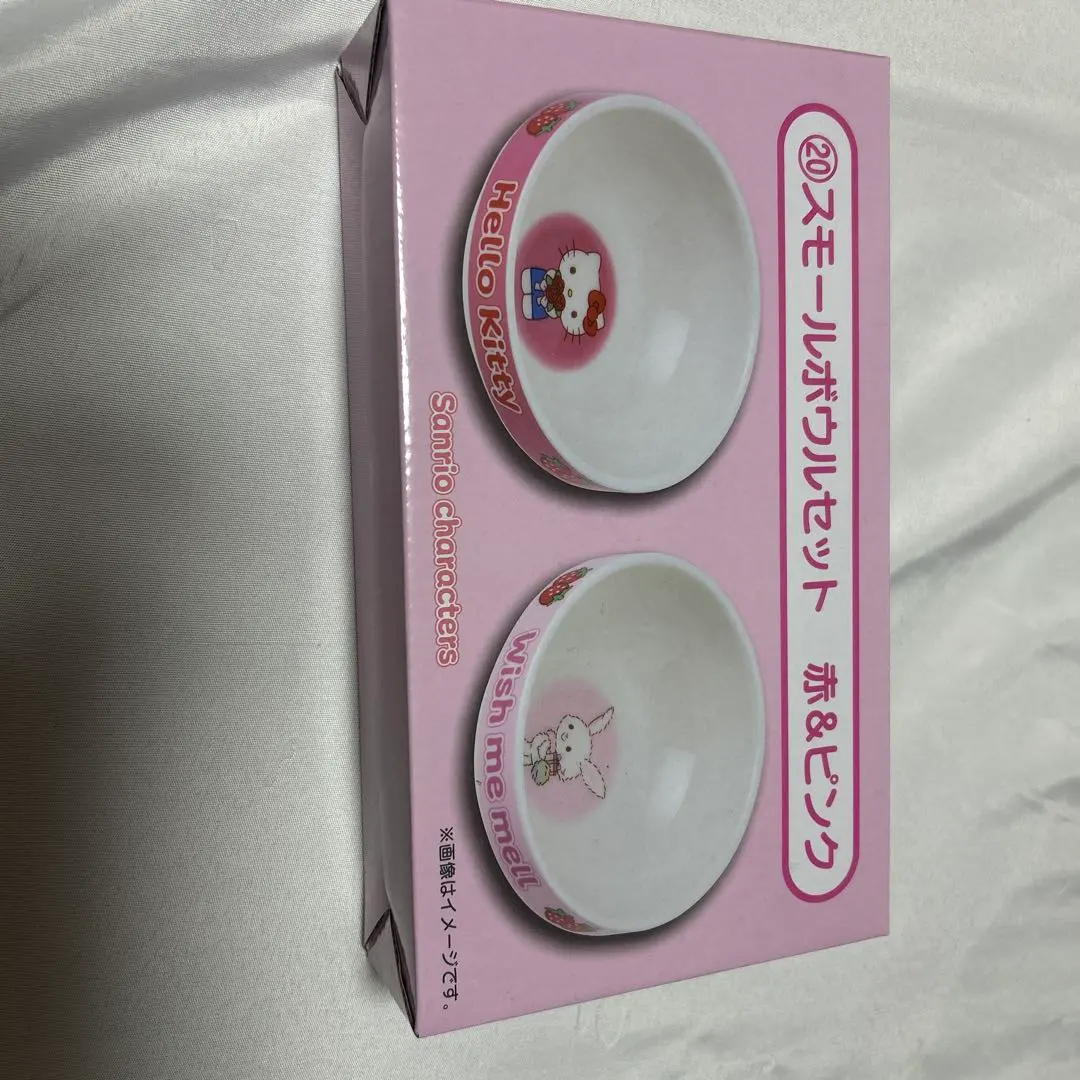 ⑳スモールボウルセット 赤&ピンク
Hello Kitty
Wish me mell
Sanrio characters
※画像はイメージです。